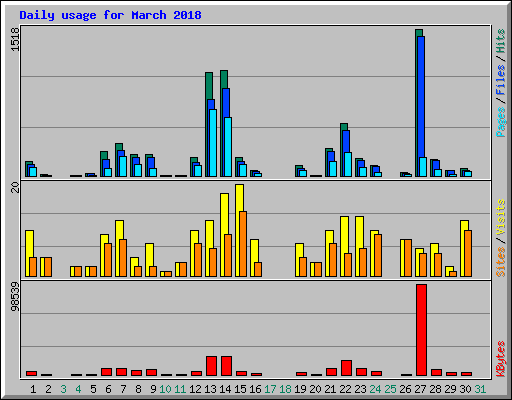 Daily usage for March 2018
1518
Pages / Files / Hits
20
Sites / Visits
98539
KBytes
1 2 3 4 5 6 7 8 9 10 11 12 13 14 15 16 17 18 19 20 21 22 23 24 25 26 27 28 29 30 31